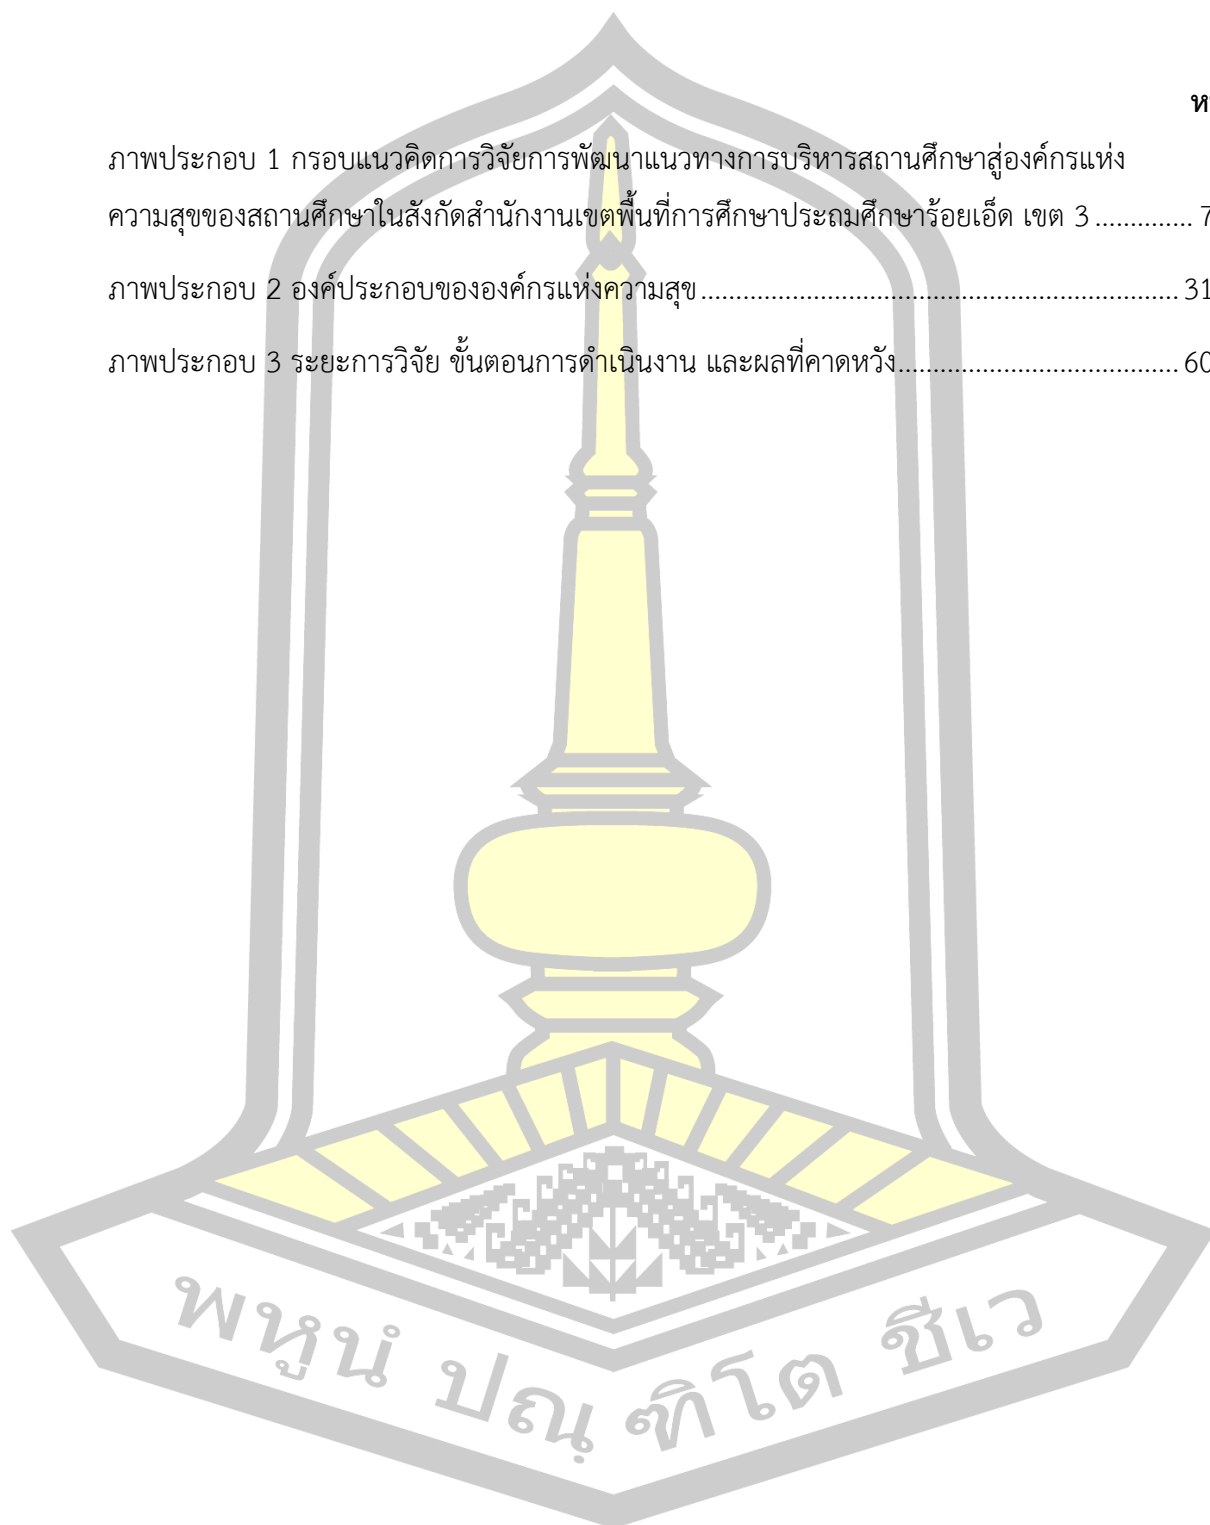 ภาพประกอบ 1 กรอบแนวคิดการวิจัยการพัฒนาแนวทางการบริหารสถานศึกษาสู่องค์กรแห่ง
ความสุขของสถานศึกษาในสังกัดสำนักงานเขตพื้นที่การศึกษาประถมศึกษาร้อยเอ็ด เขต 3 ............. 7
ภาพประกอบ 2 องค์ประกอบขององค์กรแห่งความสุข ........................................................................ 31
ภาพประกอบ 3 ระยะการวิจัย ขั้นตอนการดำเนินงาน และผลที่คาดหวัง .......................................... 60
พหูนํ ปณฺฑิโต ชีเว